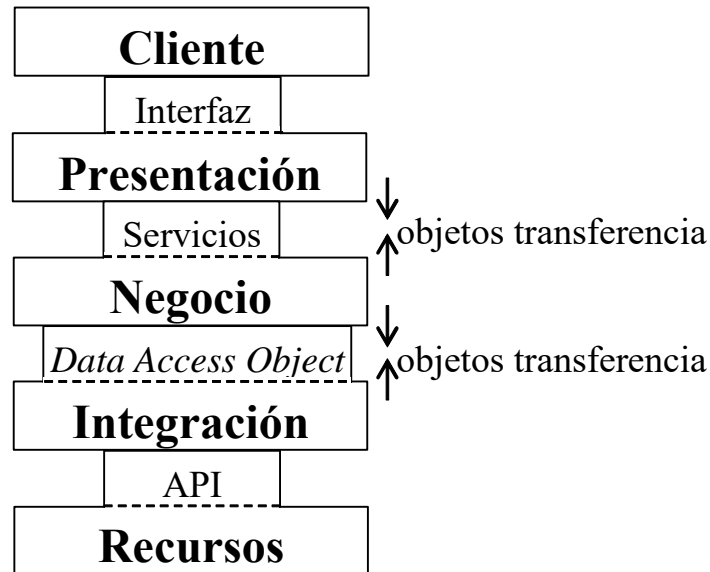 Cliente
Interfaz
Presentación
Servicios
objetos transferencia
Negocio
Data Access Object
objetos transferencia
Integración
API
Recursos